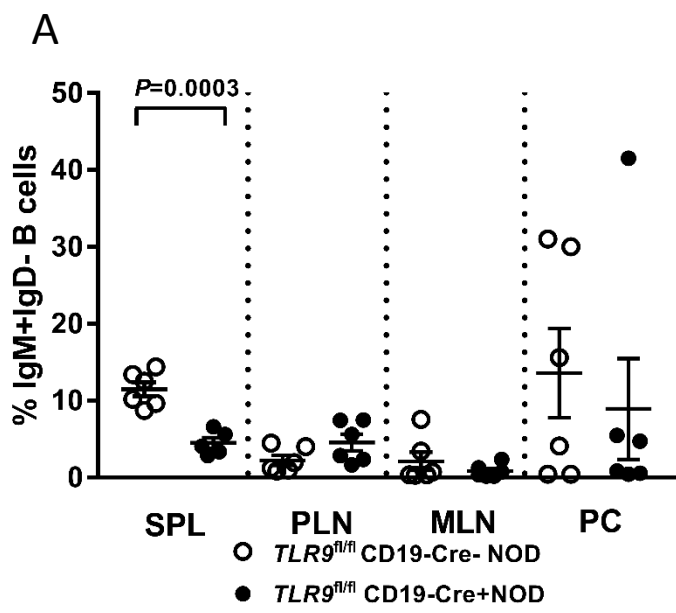 A
P=0.0003
% IgM+IgD- B cells
50
40
30
20
10
0
SPL PLN MLN PC
TLR9fl/fl CD19-Cre- NOD
TLR9fl/fl CD19-Cre+NOD